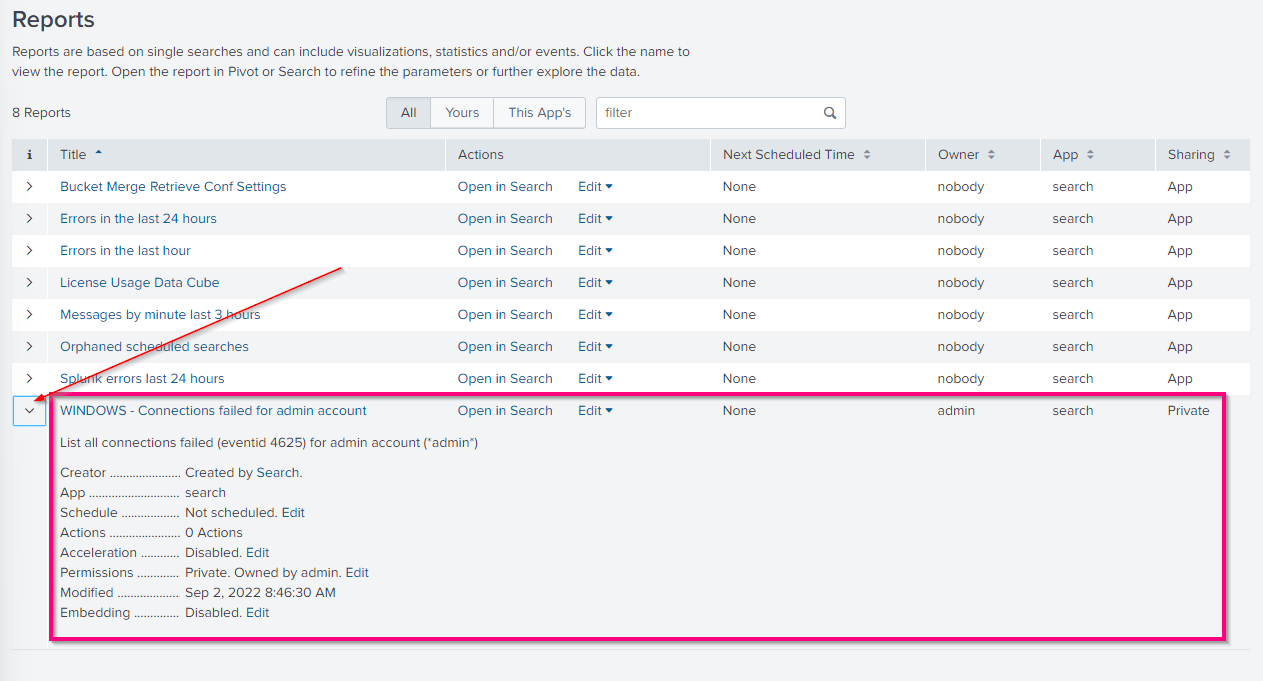 Reports
Reports are based on single searches and can include visualizations, statistics and/or events. Click the name to
view the report. Open the report in Pivot or Search to refine the parameters or further explore the data.
8 Reports All Yours This App's filter
i Title Actions Next Scheduled Time Owner App Sharing
Bucket Merge Retrieve Conf Settings Open in Search Edit None nobody search App
Errors in the last 24 hours Open in Search Edit None nobody search App
Errors in the last hour Open in Search Edit None nobody search App
License Usage Data Cube Open in Search Edit None nobody search App
Messages by minute last 3 hours Open in Search Edit None nobody search App
Orphaned scheduled searches Open in Search Edit None nobody search App
Splunk errors last 24 hours Open in Search Edit None nobody search App
WINDOWS - Connections failed for admin account Open in Search Edit None admin search Private
List all connections failed (eventid 4625) for admin account (*admin*)
Creator ...................... Created by Search.
App ............................ search
Schedule .................. Not scheduled. Edit
Actions ...................... 0 Actions
Acceleration ............ Disabled. Edit
Permissions ............. Private. Owned by admin. Edit
Modified ................... Sep 2, 2022 8:46:30 AM
Embedding .............. Disabled. Edit